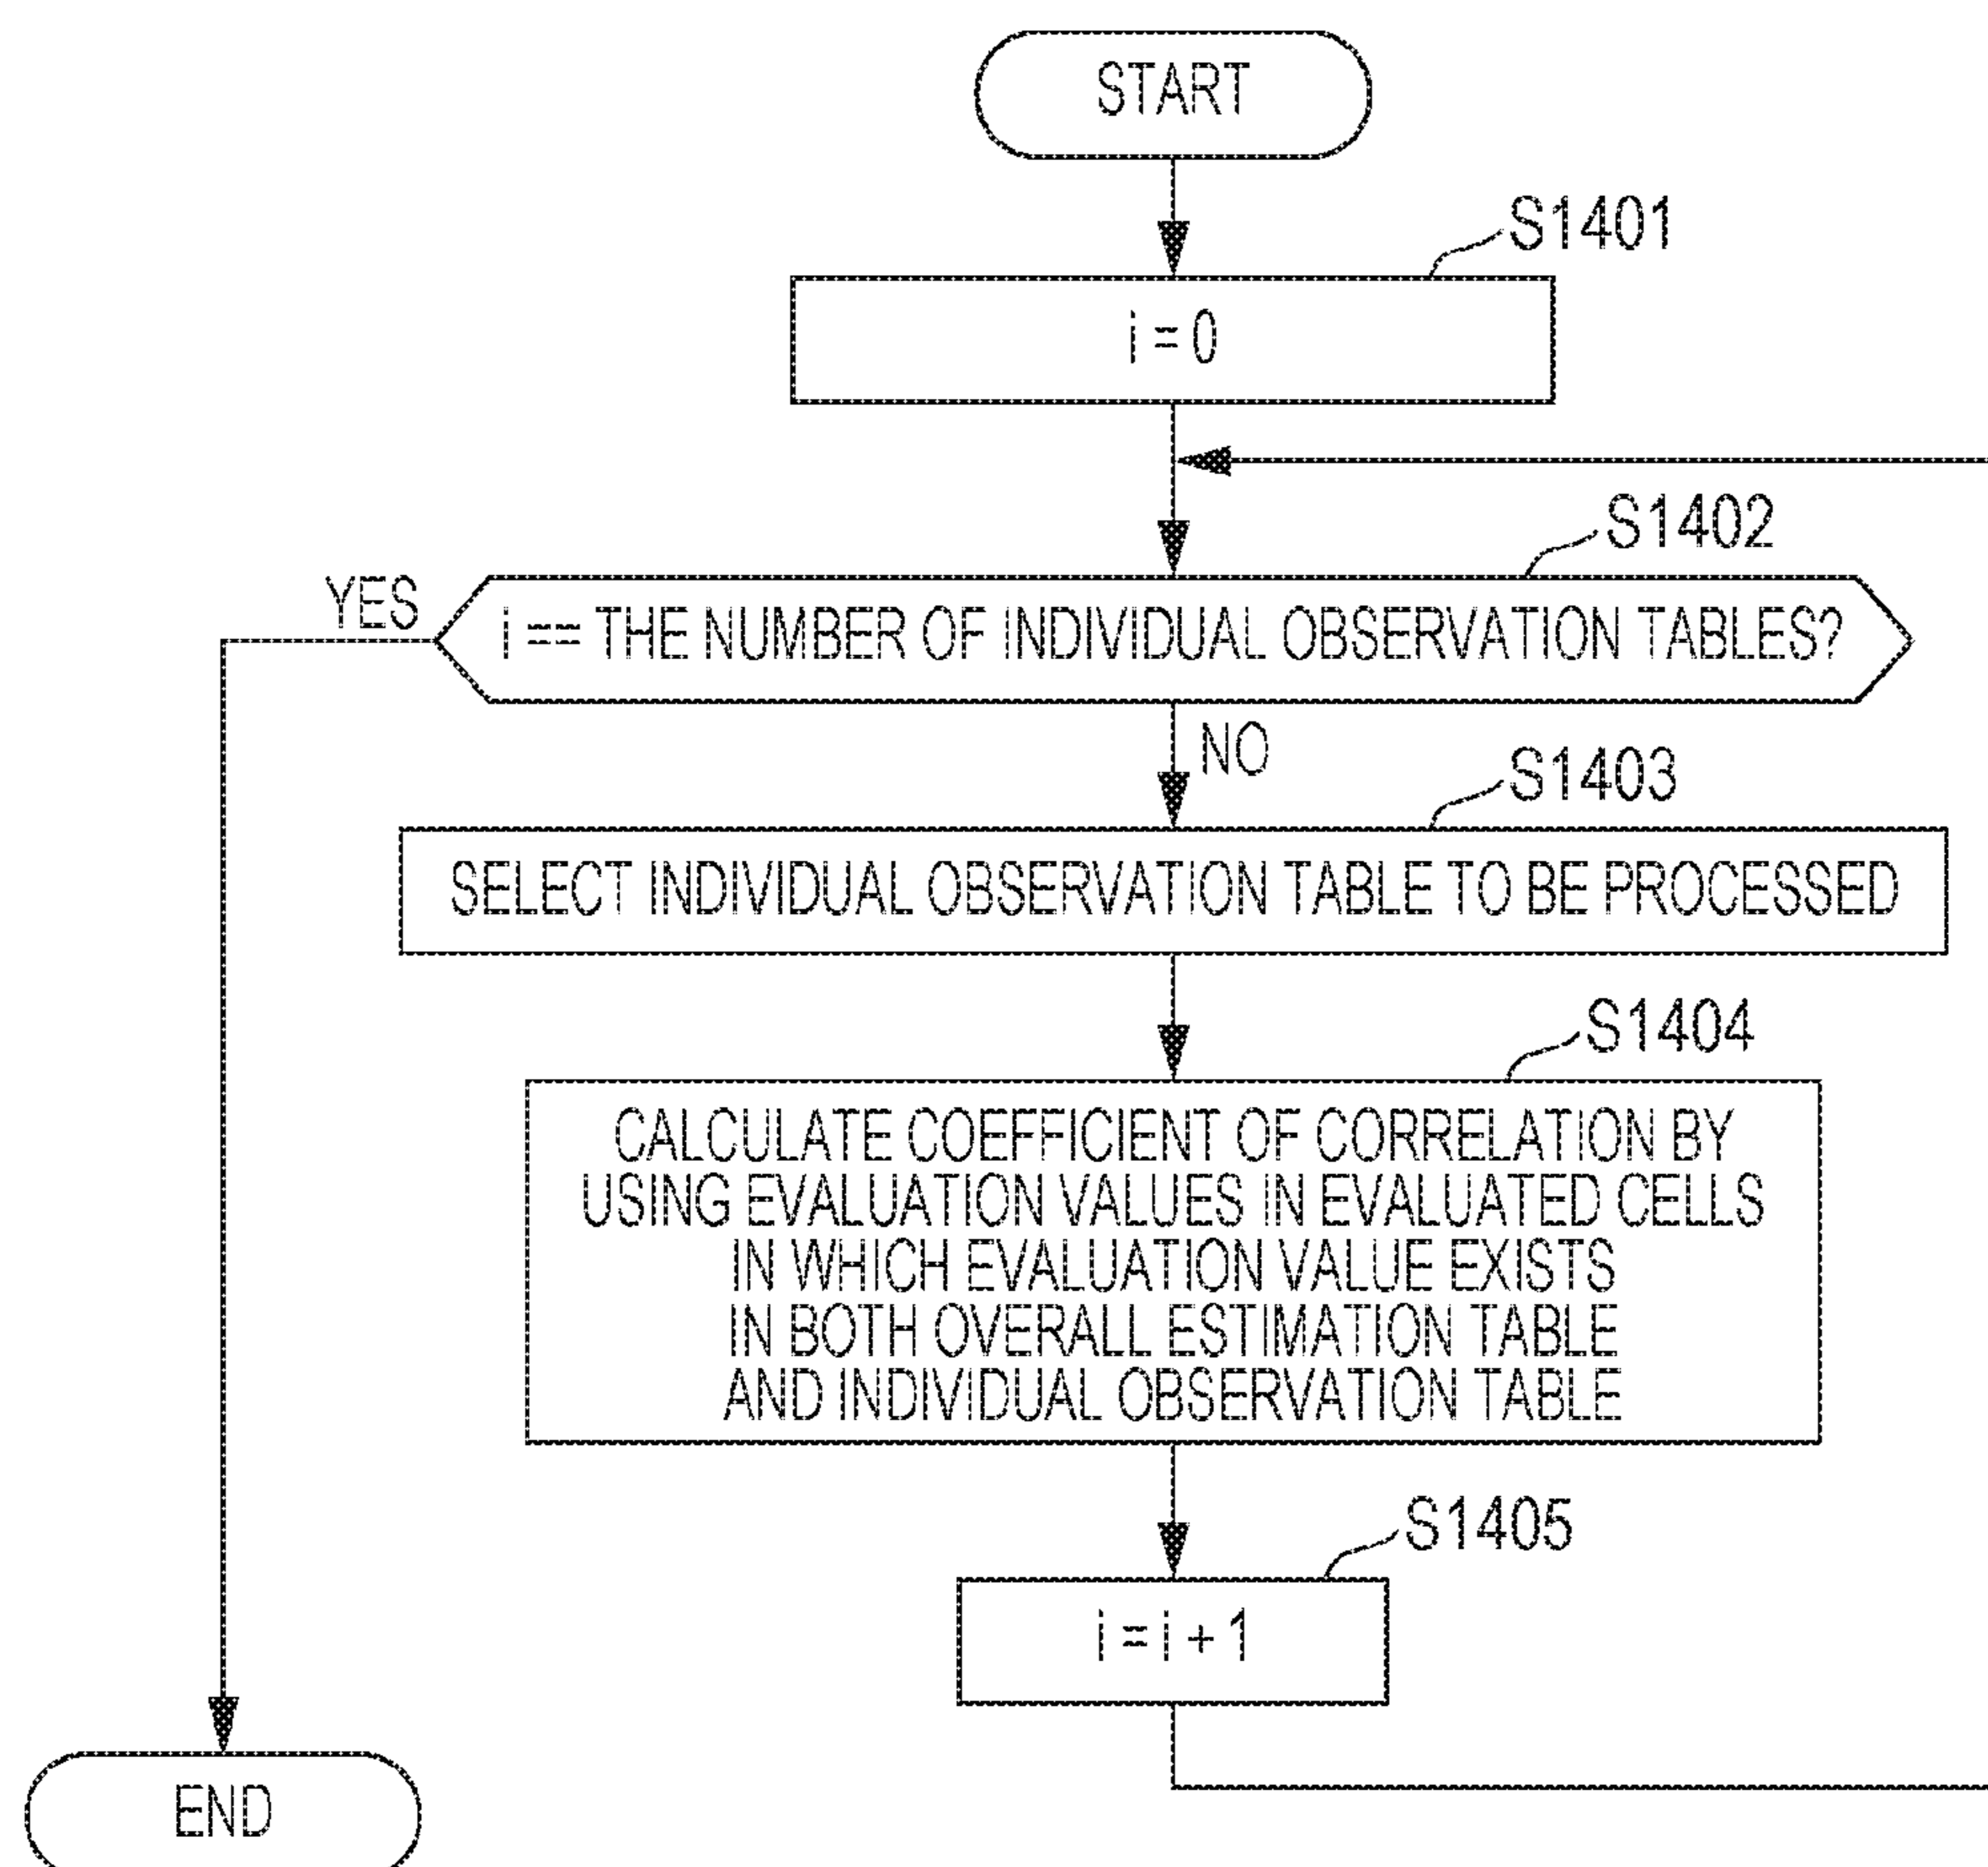 START
S1401
i = 0
S1402
YES
i == THE NUMBER OF INDIVIDUAL OBSERVATION TABLES?
NO
S1403
SELECT INDIVIDUAL OBSERVATION TABLE TO BE PROCESSED
S1404
CALCULATE COEFFICIENT OF CORRELATION BY
USING EVALUATION VALUES IN EVALUATED CELLS
IN WHICH EVALUATION VALUE EXISTS
IN BOTH OVERALL ESTIMATION TABLE
AND INDIVIDUAL OBSERVATION TABLE
S1405
i = i + 1
END